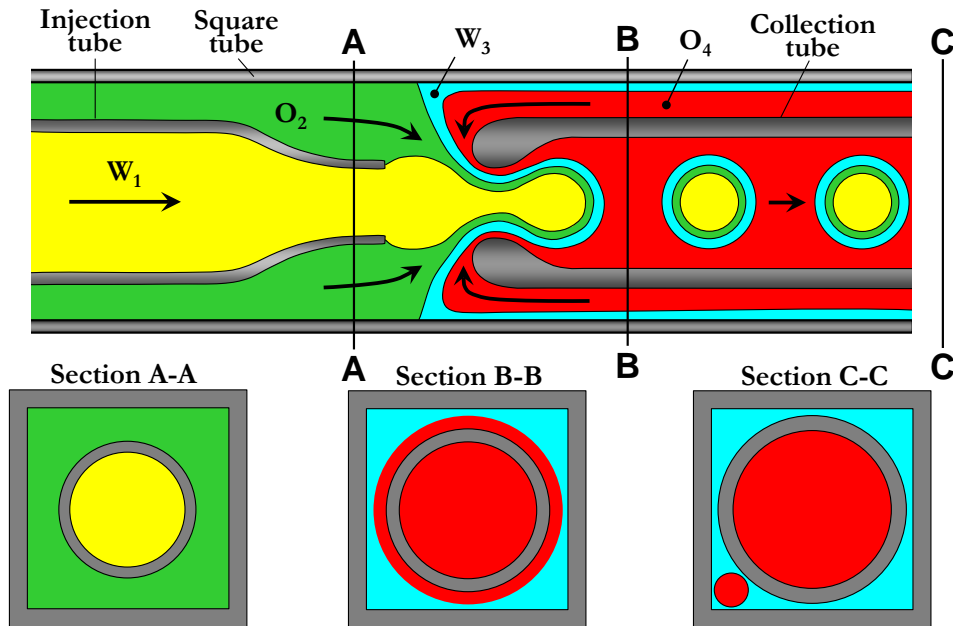 Injection
tube
Square
tube
A
W3
B
O4
Collection
tube
C
O2
W1
A
B
C
Section A-A
Section B-B
Section C-C